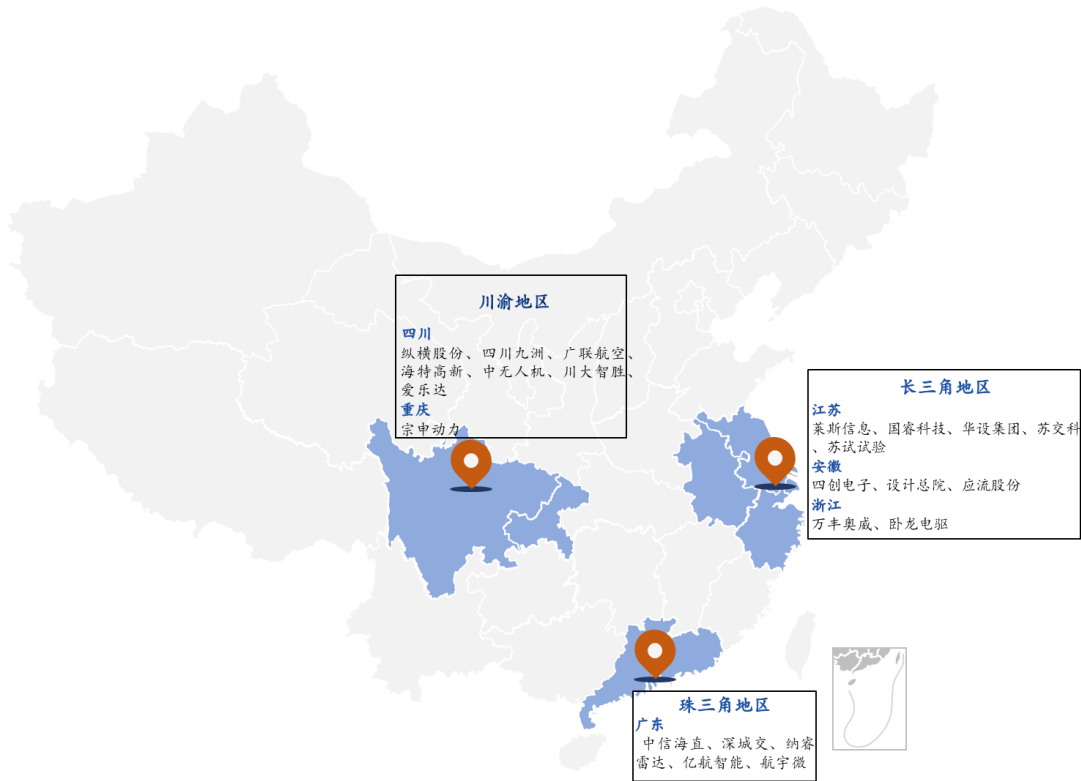 川渝地区
四川
纵横股份、四川九洲、广联航空、
海特高新、中无人机、川大智胜、
爱乐达
重庆
宗申动力
长三角地区
江苏
莱斯信息、国睿科技、华设集团、苏交科
、苏试试验
安徽
四创电子、设计总院、应流股份
浙江
万丰奥威、卧龙电驱
珠三角地区
广东
中信海直、深城交、纳睿
雷达、亿航智能、航宇微